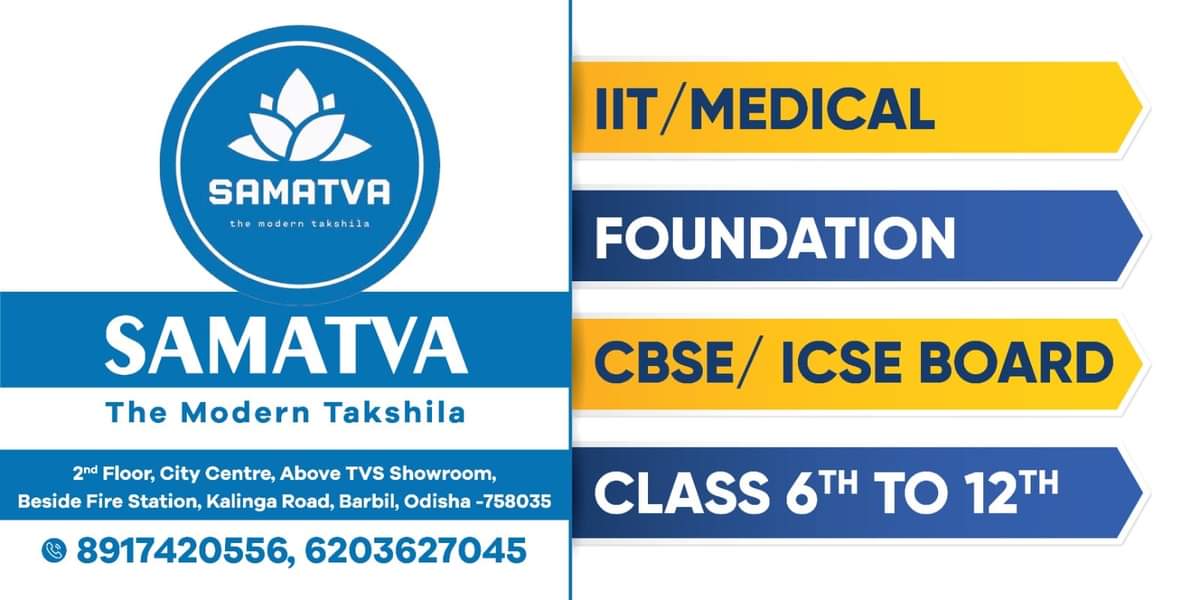 SAMATVA
the modern takshila
SAMATVA
The Modern Takshila
2nd Floor, City Centre, Above TVS Showroom,
Beside Fire Station, Kalinga Road, Barbil, Odisha -758035
8917420556, 6203627045
IIT/MEDICAL
FOUNDATION
CBSE/ ICSE BOARD
CLASS 6TH TO 12TH